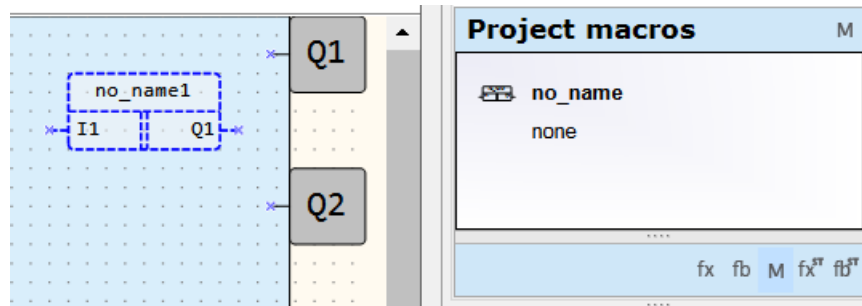 Q1
no_name1
I1 Q1
Q2
Project macros M
no_name
none
fx fb M fxST fbST